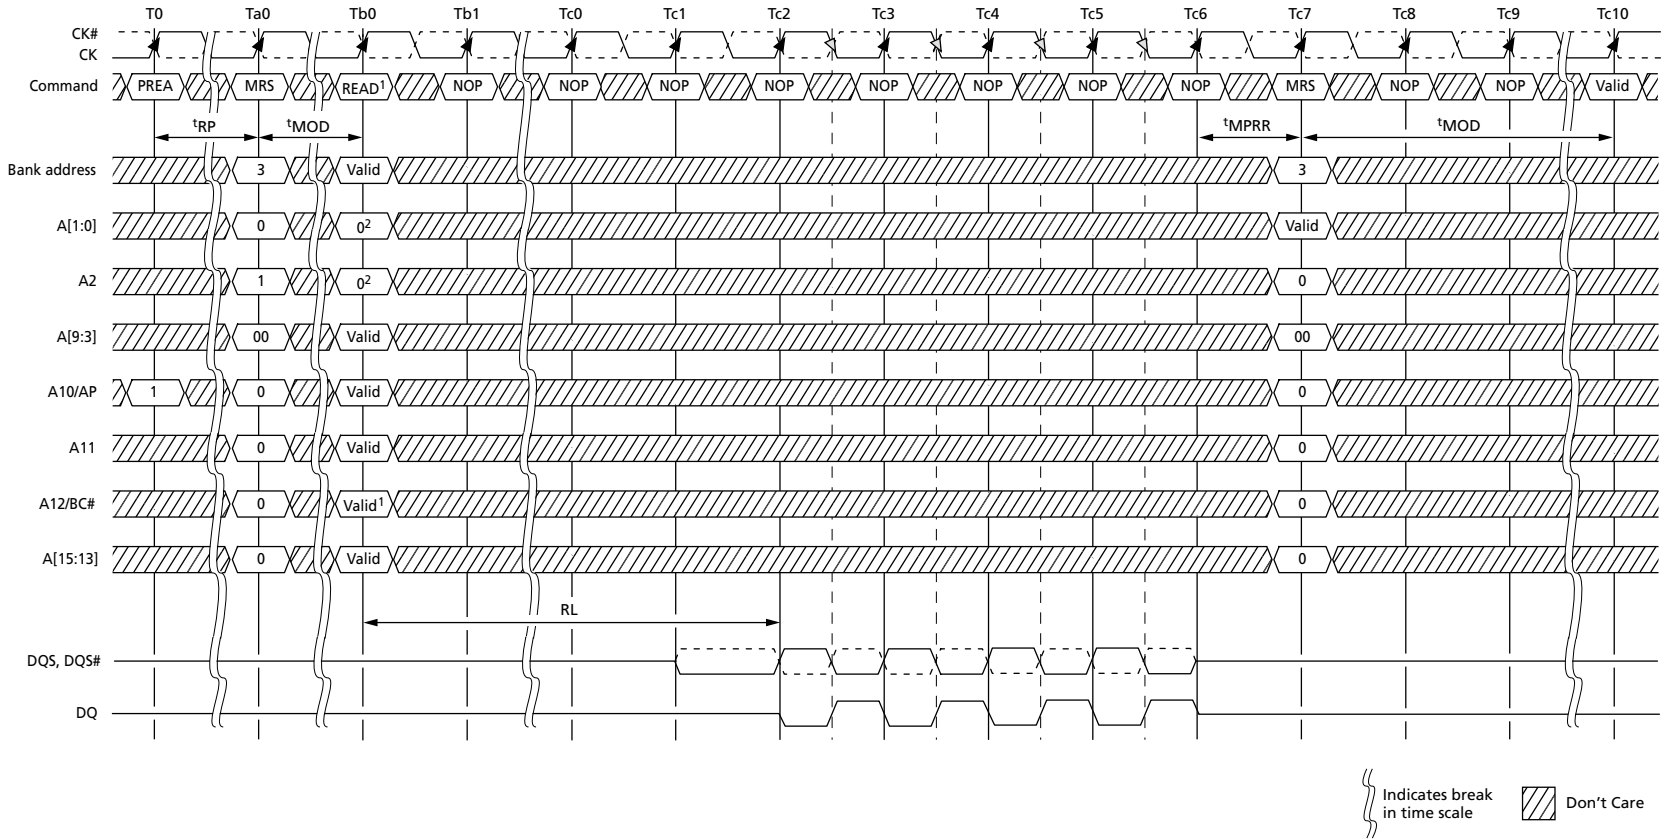 T0 Ta0 Tb0 Tb1 Tc0 Tc1 Tc2 Tc3 Tc4 Tc5 Tc6 Tc7 Tc8 Tc9 Tc10
CK#
CK
Command PREA MRS READ1 NOP NOP NOP NOP NOP NOP NOP NOP MRS NOP NOP Valid
tRP tMOD tMPRR tMOD
Bank address 3 Valid 3
A[1:0] 0 02 Valid
A2 1 02 0
A[9:3] 00 Valid 00
A10/AP 1 0 Valid 0
A11 0 Valid 0
A12/BC# 0 Valid1 0
A[15:13] 0 Valid 0
RL
DQS, DQS#
DQ
Indicates break
in time scale
Don't Care